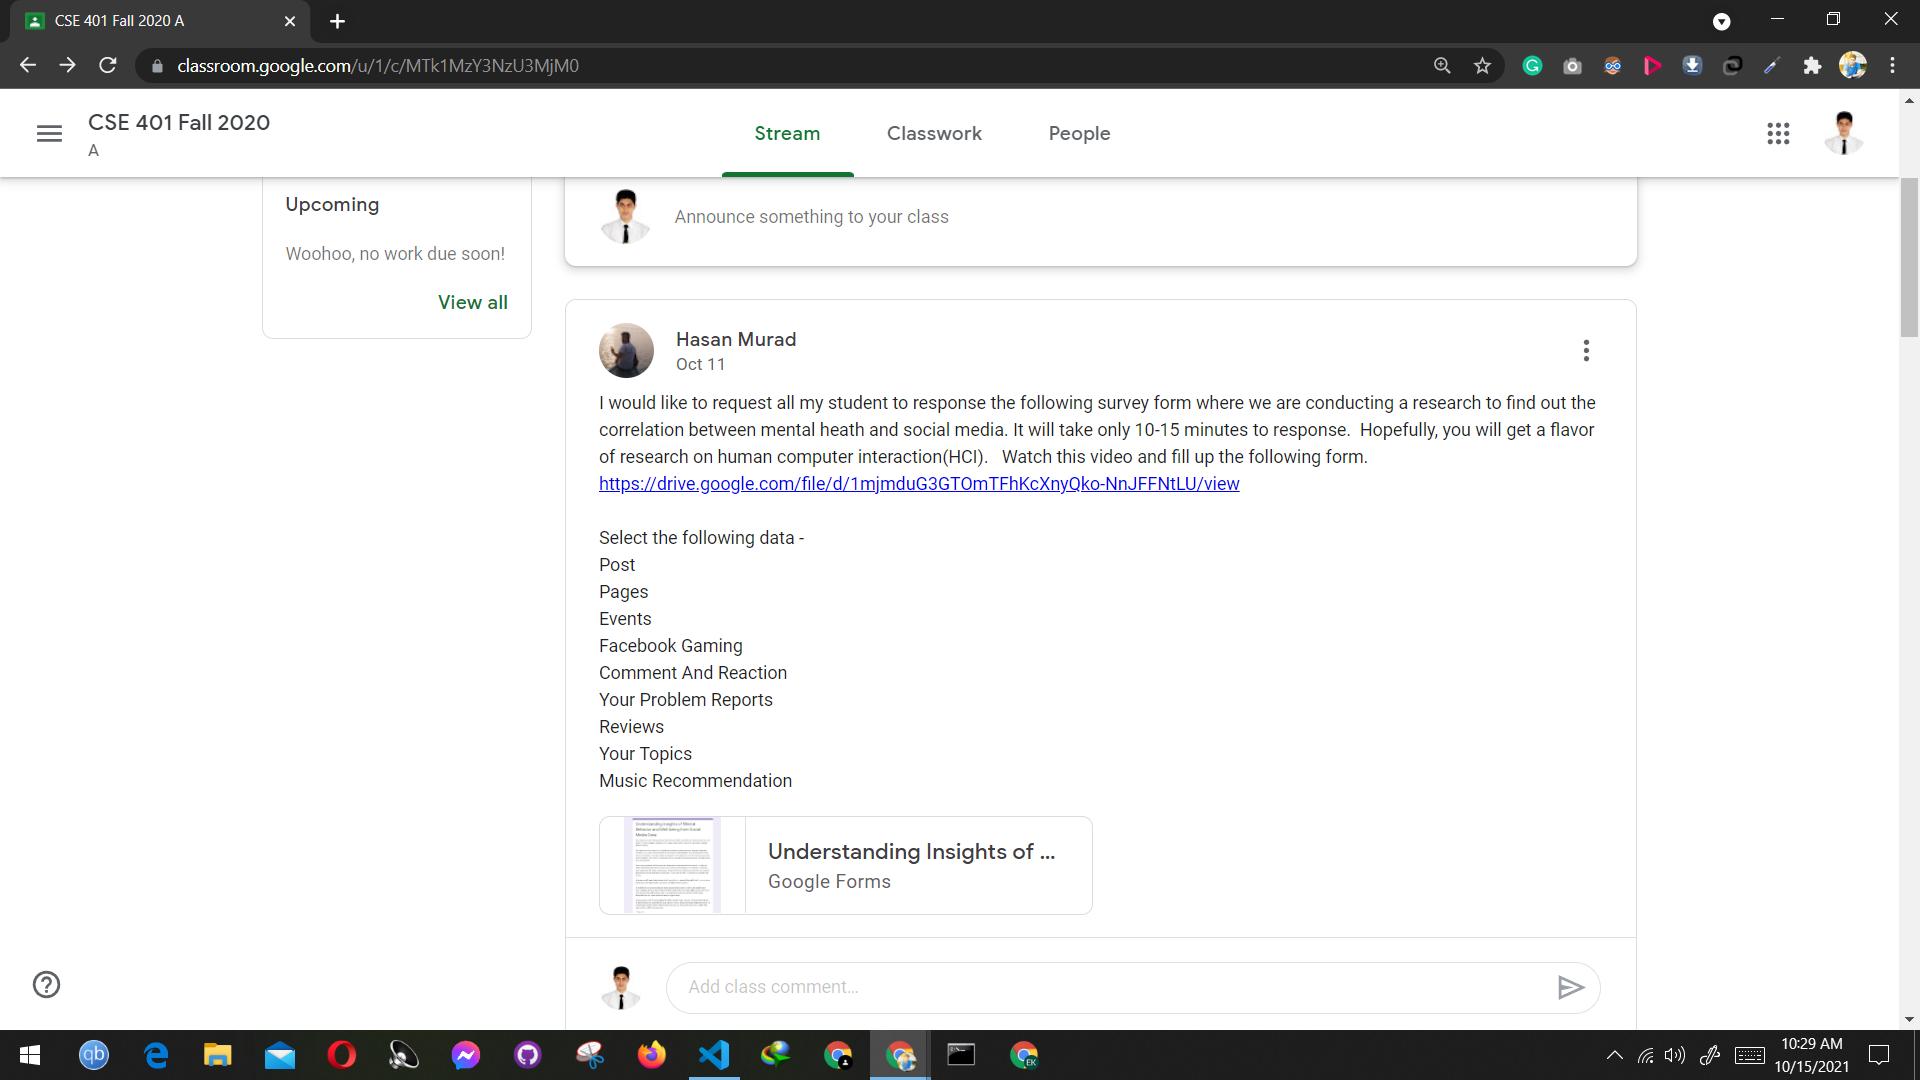 CSE 401 Fall 2020 A
classroom.google.com/u/1/c/MTk1MzY3NzU3MjM0
CSE 401 Fall 2020
A
Stream
Classwork
People
Upcoming
Woohoo, no work due soon!
View all
Announce something to your class
Hasan Murad
Oct 11
I would like to request all my student to response the following survey form where we are conducting a research to find out the
correlation between mental heath and social media. It will take only 10-15 minutes to response.  Hopefully, you will get a flavor
of research on human computer interaction(HCI).   Watch this video and fill up the following form.
https://drive.google.com/file/d/1mjmduG3GTOmTFhKcXnyQko-NnJFFNtLU/view
Select the following data -
Post
Pages
Events
Facebook Gaming
Comment And Reaction
Your Problem Reports
Reviews
Your Topics
Music Recommendation
Understanding Insights of ...
Google Forms
Add class comment...
qb
EK
10:29 AM
10/15/2021